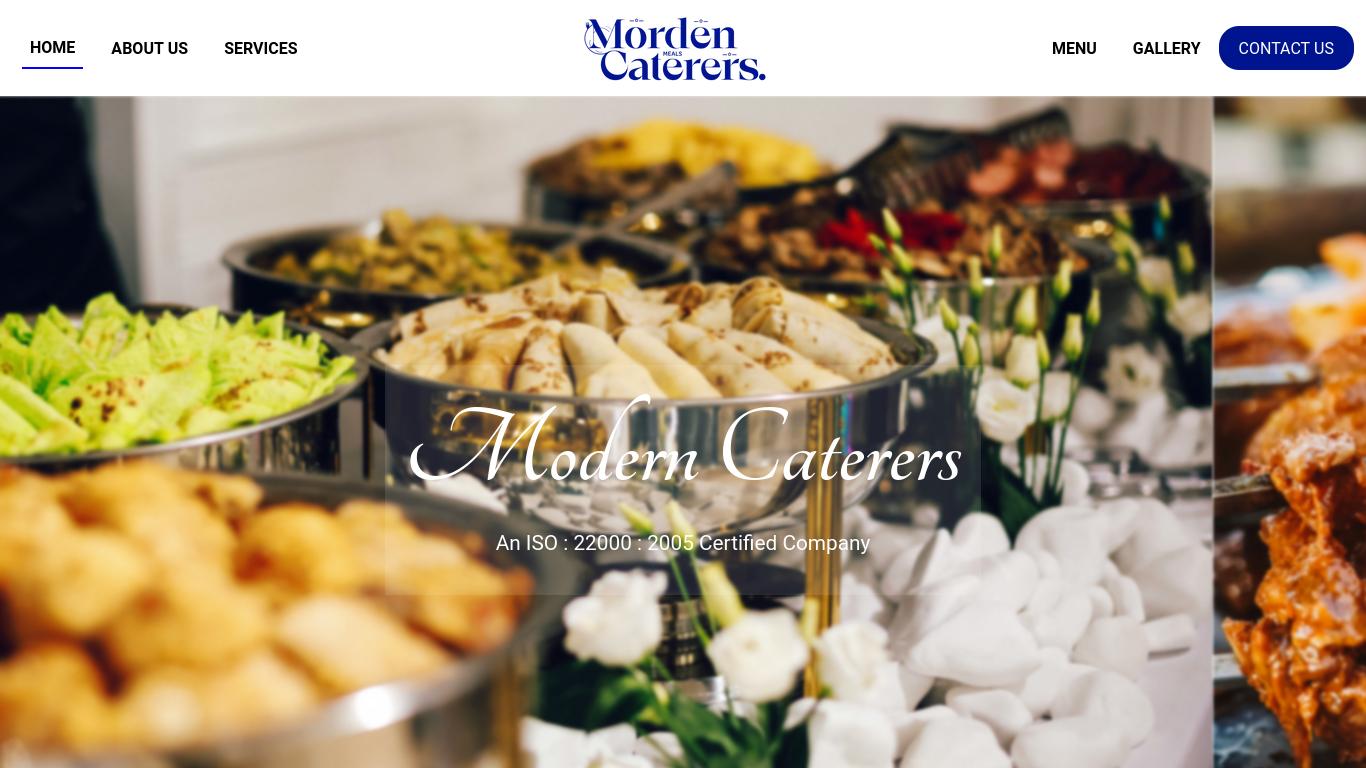 HOME ABOUT US SERVICES
Morden
MEALS
Caterers.
MENU GALLERY CONTACT US
Modern Caterers
An ISO : 22000 : 2005 Certified Company